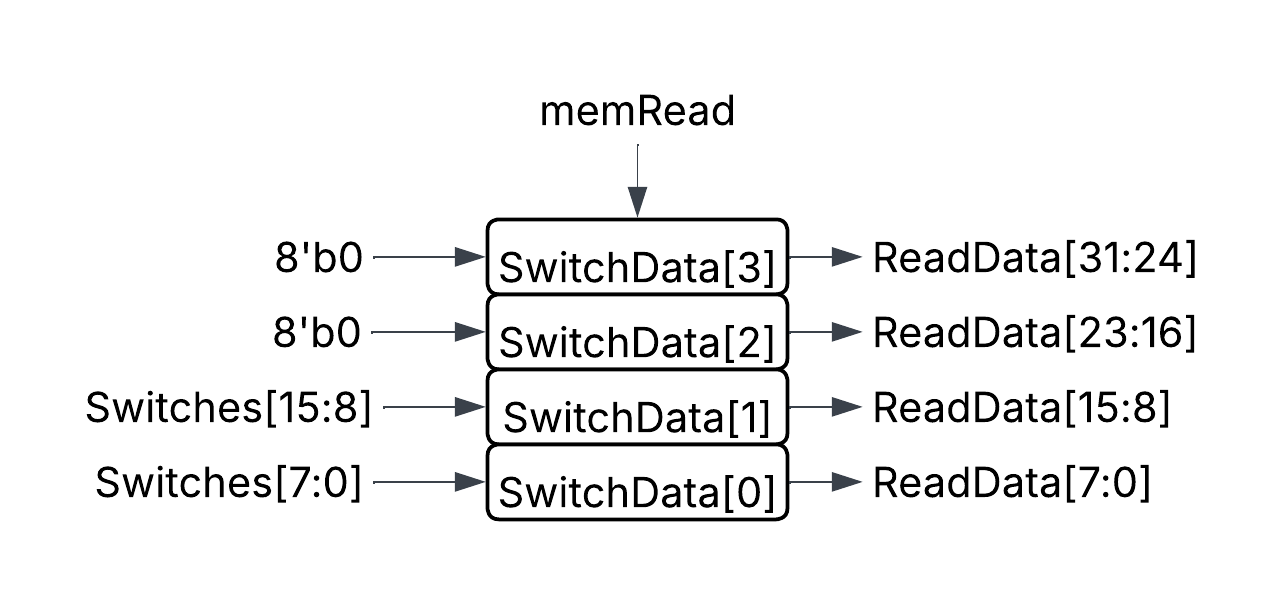 memRead
8'b0 SwitchData[3] ReadData[31:24]
8'b0 SwitchData[2] ReadData[23:16]
Switches[15:8] SwitchData[1] ReadData[15:8]
Switches[7:0] SwitchData[0] ReadData[7:0]